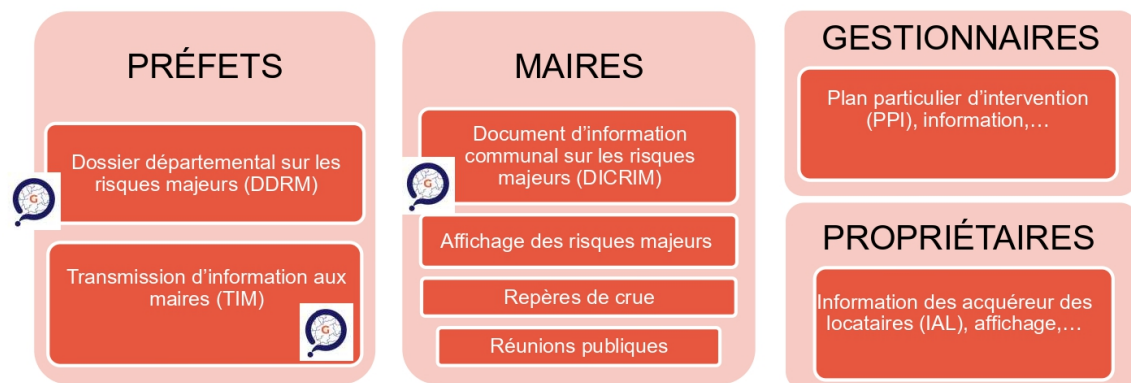 PRÉFETS
Dossier départemental sur les
risques majeurs (DDRM)
G
Transmission d'information aux
maires (TIM)
G
MAIRES
Document d'information
communal sur les risques
majeurs (DICRIM)
G
Affichage des risques majeurs
Repères de crue
Réunions publiques
GESTIONNAIRES
Plan particulier d'intervention
(PPI), information,…
PROPRIÉTAIRES
Information des acquéreur des
locataires (IAL), affichage,…